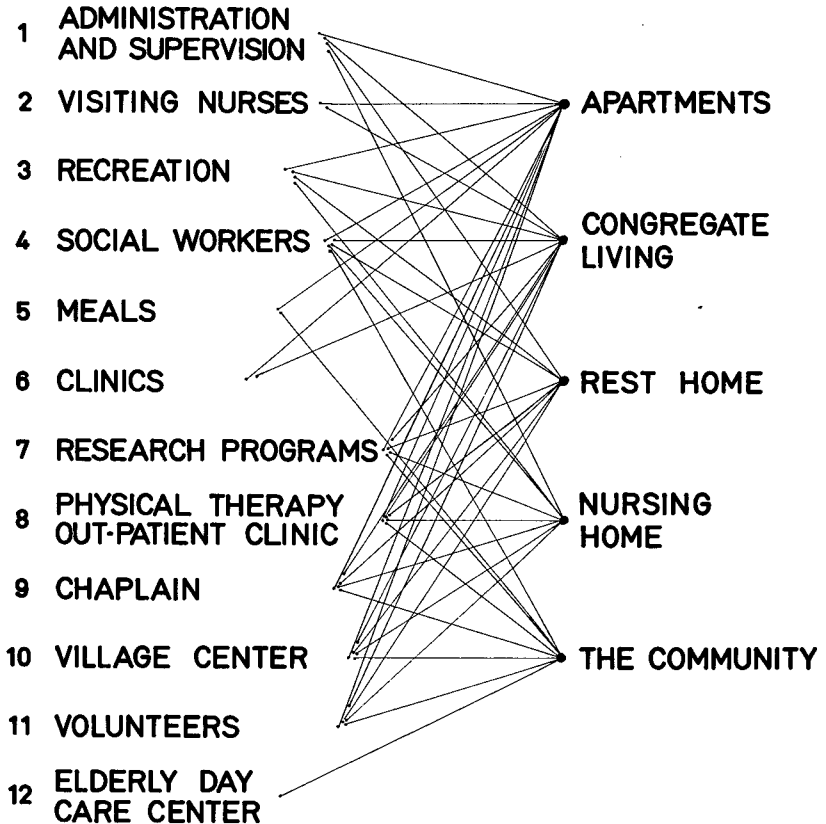 1 ADMINISTRATION
AND SUPERVISION
2 VISITING NURSES
3 RECREATION
4 SOCIAL WORKERS
5 MEALS
6 CLINICS
7 RESEARCH PROGRAMS
8 PHYSICAL THERAPY
OUT-PATIENT CLINIC
9 CHAPLAIN
10 VILLAGE CENTER
11 VOLUNTEERS
12 ELDERLY DAY
CARE CENTER
APARTMENTS
CONGREGATE
LIVING
REST HOME
NURSING
HOME
THE COMMUNITY